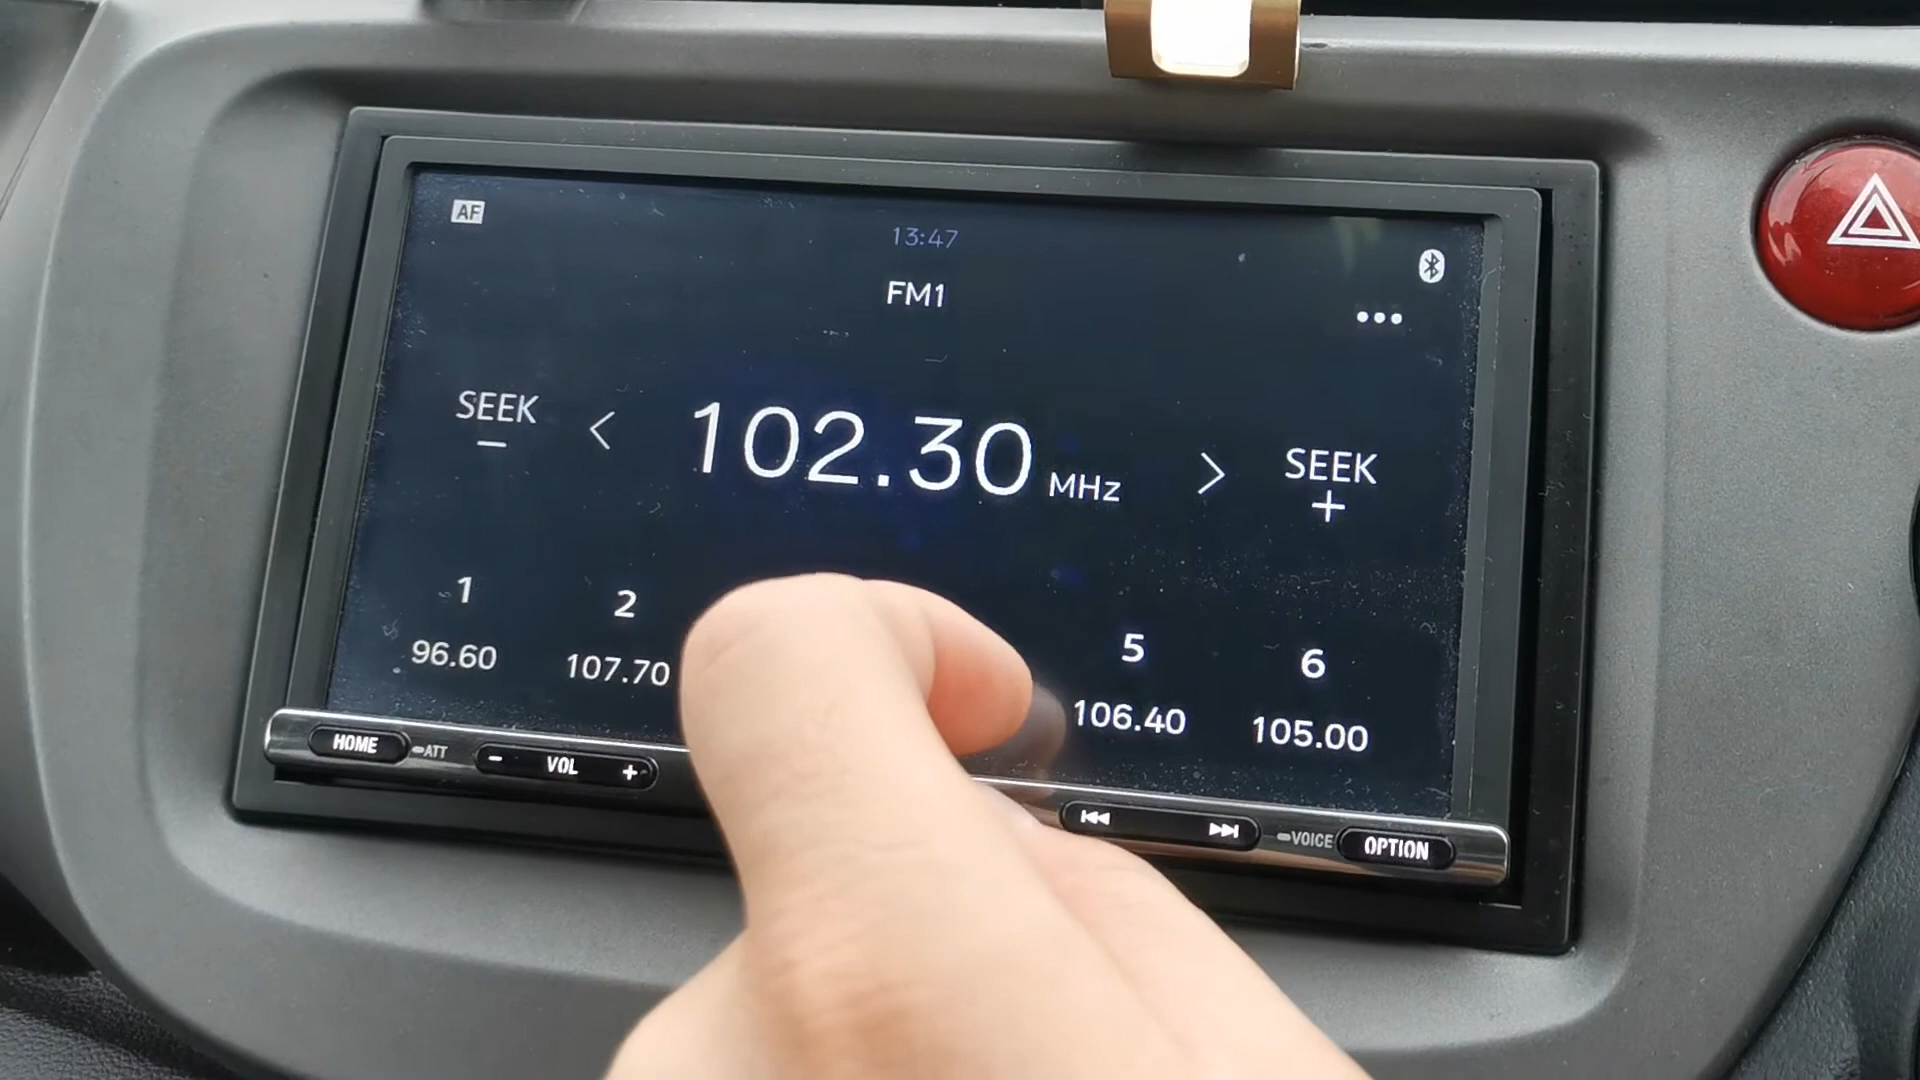 AF
13:47
FM1
SEEK
−
102.30 MHz
SEEK
+
1
2
5
6
96.60
107.70
106.40
105.00
HOME
ATT
− VOL +
VOICE
OPTION